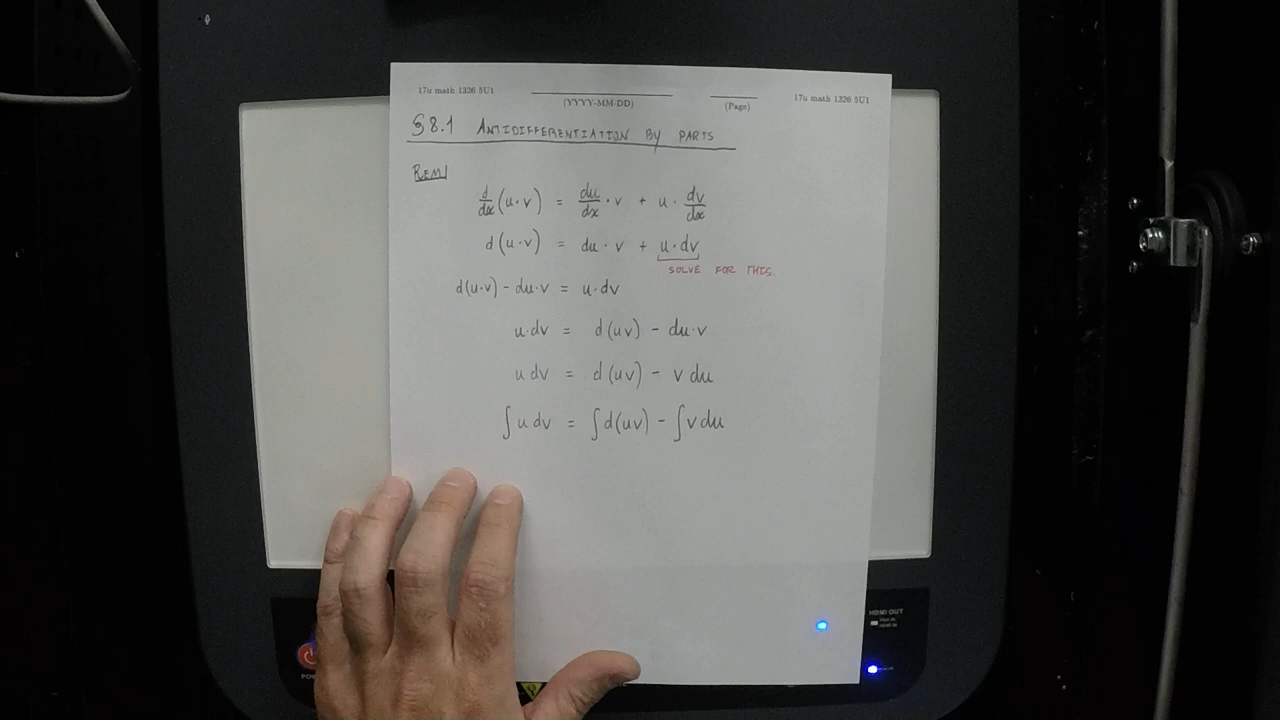 17u math 1326 5U1 (YYYY-MM-DD) (Page) 17u math 1326 5U1
§8.1 ANTIDIFFERENTIATION BY PARTS
REM
d/dx (u·v) = du/dx · v + u · dv/dx
d(u·v) = du · v + u·dv
SOLVE FOR THIS.
d(u·v) - du·v = u·dv
u·dv = d(uv) - du·v
u dv = d(uv) - v du
∫u dv = ∫d(uv) - ∫v du
HDMI OUT